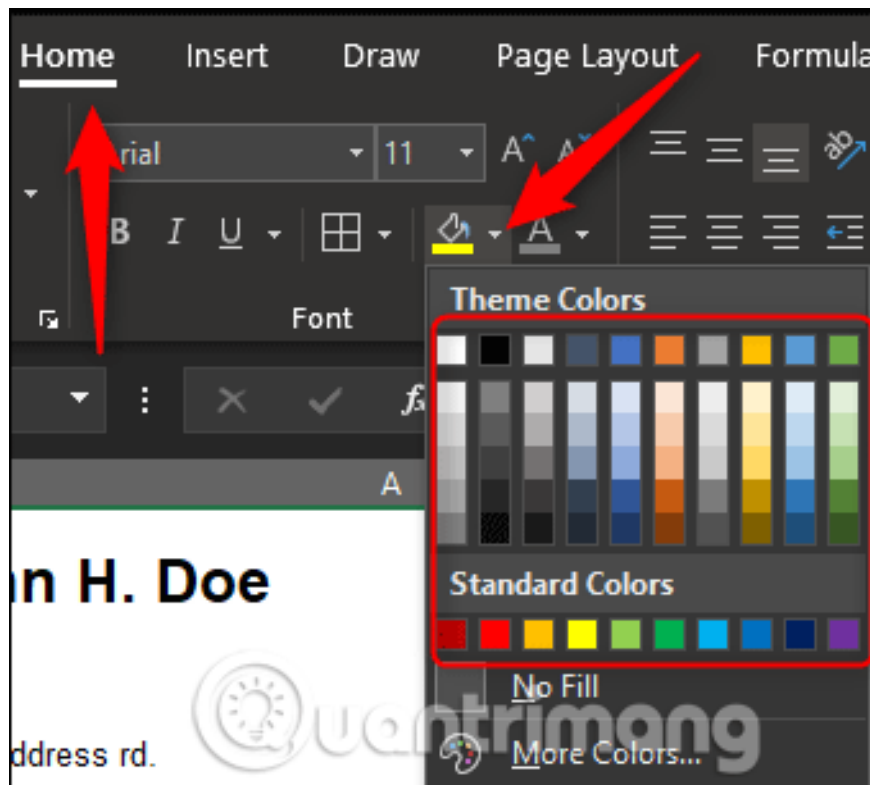 Home Insert Draw Page Layout Formula
rial 11
B I U A
Font
Theme Colors
fx
A
n H. Doe
Standard Colors
No Fill
Quantrimang
ddress rd.
More Colors...